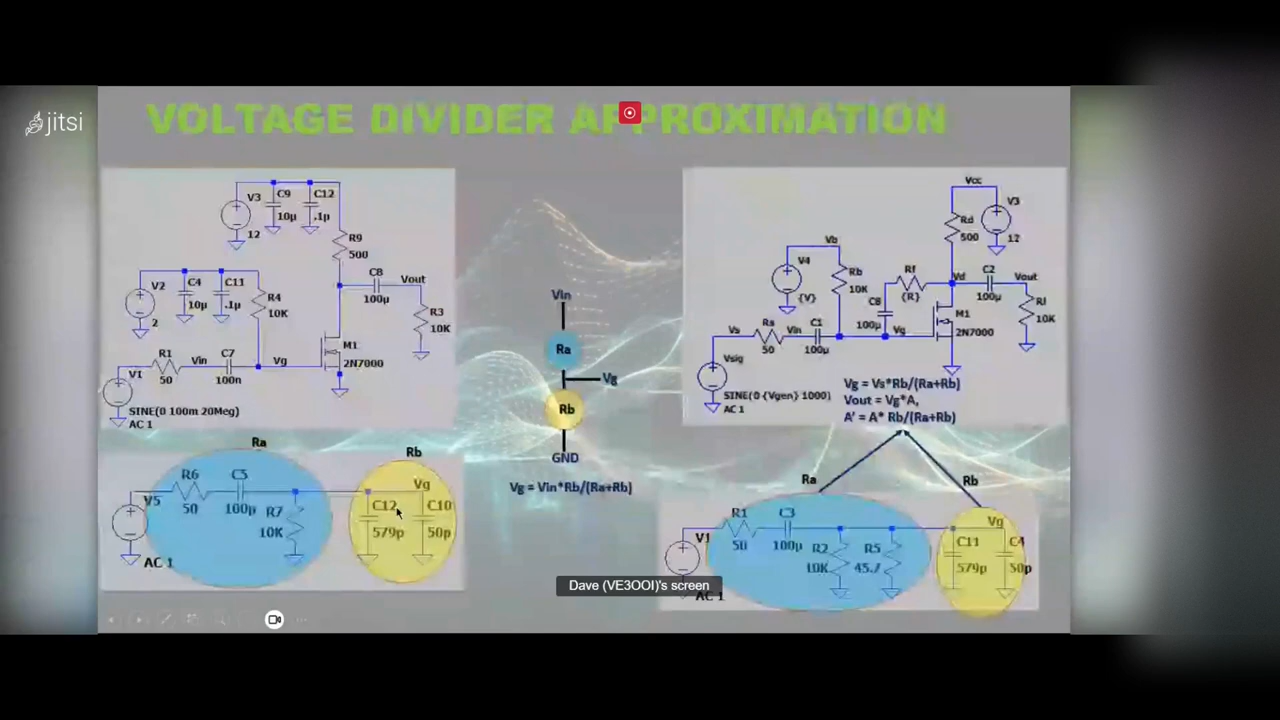 jitsi
VOLTAGE DIVIDER APPROXIMATION
V3
12
C9
10µ
C12
.1µ
R9
500
C8
100µ
Vout
R3
10K
V2
2
C4
10µ
C11
.1µ
R4
10K
M1
2N7000
R1
50
Vin
C7
100n
Vg
V1
SINE(0 100m 20Meg)
AC 1
Vin
Ra
Vg
Rb
GND
Vg = Vin*Rb/(Ra+Rb)
Vcc
Rd
500
V3
12
Vb
V4
{V}
Rb
10K
Rf
{R}
C8
100µ
Vd
C2
100µ
Vout
Rl
10K
M1
2N7000
Vs
Ra
50
Vin
C1
100µ
Vg
Vsig
SINE(0 {Vgen} 1000)
AC 1
Vg = Vs*Rb/(Ra+Rb)
Vout = Vg*A,
A' = A* Rb/(Ra+Rb)
Ra
Rb
V5
AC 1
R6
50
C5
100µ
R7
10K
Vg
C12
579p
C10
50p
Ra
Rb
V1
AC 1
R1
50
C3
100µ
R2
10K
R5
45.7
Vg
C11
579p
C4
50p
Dave (VE3OOI)'s screen